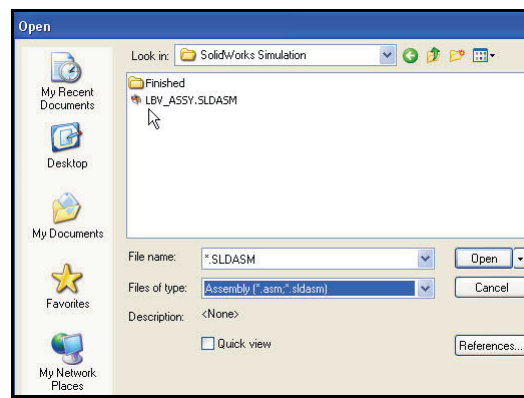 Open
Look in: SolidWorks Simulation
My Recent
Documents
Desktop
My Documents
Favorites
My Network
Places
Finished
LBV_ASSY.SLDASM
File name: *.SLDASM
Open
Files of type: Assembly (*.asm;*.sldasm)
Cancel
Description: <None>
Quick view
References...